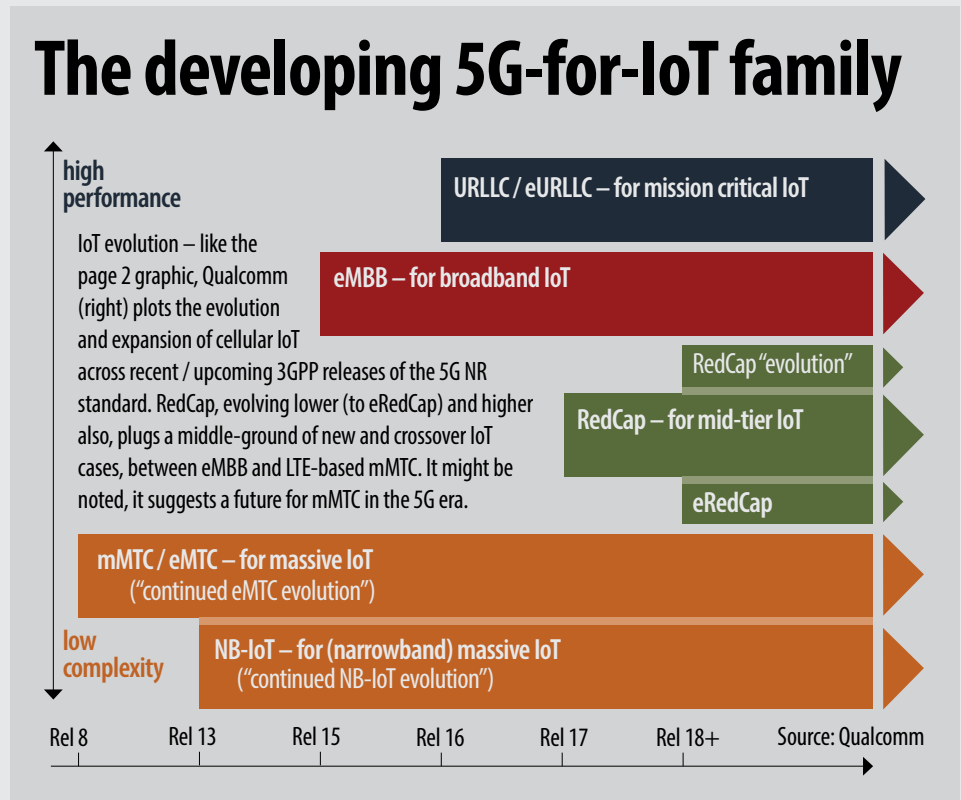 The developing 5G-for-IoT family
high
performance
URLLC / eURLLC – for mission critical IoT
IoT evolution – like the
page 2 graphic, Qualcomm
(right) plots the evolution
and expansion of cellular IoT
across recent / upcoming 3GPP releases of the 5G NR
standard. RedCap, evolving lower (to eRedCap) and higher
also, plugs a middle-ground of new and crossover IoT
cases, between eMBB and LTE-based mMTC. It might be
noted, it suggests a future for mMTC in the 5G era.
eMBB – for broadband IoT
RedCap “evolution”
RedCap – for mid-tier IoT
eRedCap
mMTC / eMTC – for massive IoT
(“continued eMTC evolution”)
low
complexity
NB-IoT – for (narrowband) massive IoT
(“continued NB-IoT evolution”)
Rel 8 Rel 13 Rel 15 Rel 16 Rel 17 Rel 18+ Source: Qualcomm